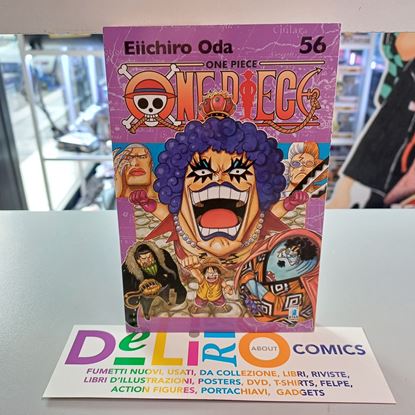 Eiichiro Oda 56
ONE PIECE
ONE PIECE
DeLiRiO ABOUT COMICS
FUMETTI NUOVI, USATI, DA COLLEZIONE, LIBRI, RIVISTE,
LIBRI D'ILLUSTRAZIONI, POSTERS, DVD, T-SHIRTS, FELPE,
ACTION FIGURES, PORTACHIAVI, GADGETS